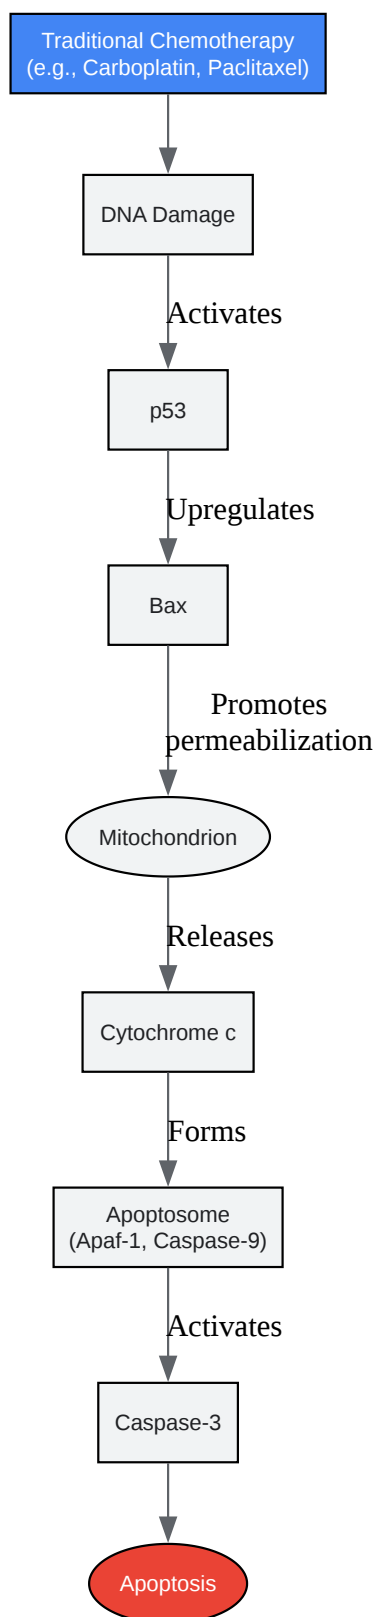 Traditional Chemotherapy
(e.g., Carboplatin, Paclitaxel)
DNA Damage
Activates
p53
Upregulates
Bax
Promotes
permeabilization
Mitochondrion
Releases
Cytochrome c
Forms
Apoptosome
(Apaf-1, Caspase-9)
Activates
Caspase-3
Apoptosis